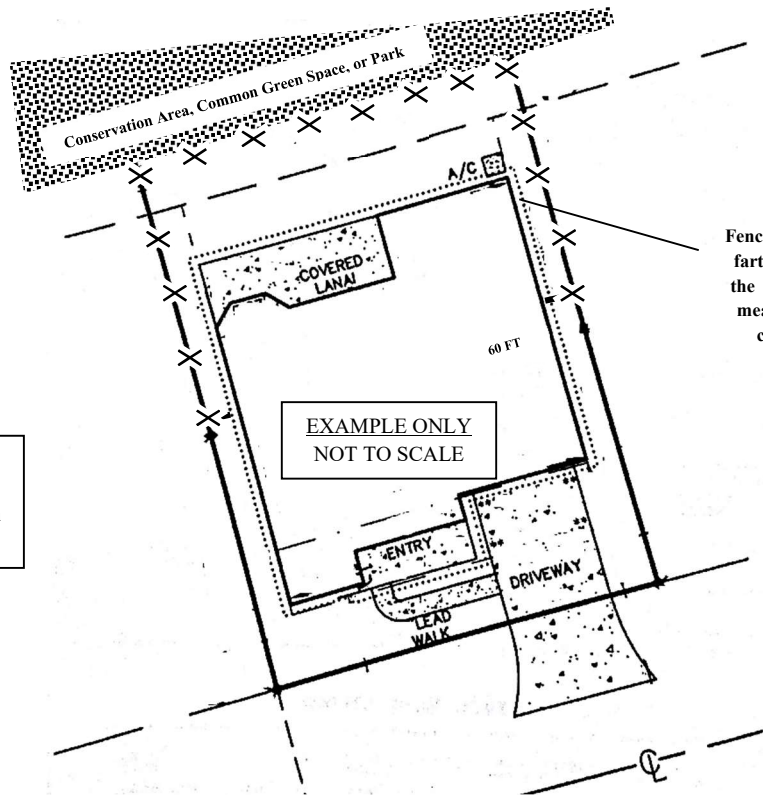 Conservation Area, Common Green Space, or Park
A/C
COVERED
LANAI
Fenc
fart
the
mea
c
60 FT
EXAMPLE ONLY
NOT TO SCALE
ENTRY
DRIVEWAY
LEAD
WALK
℄